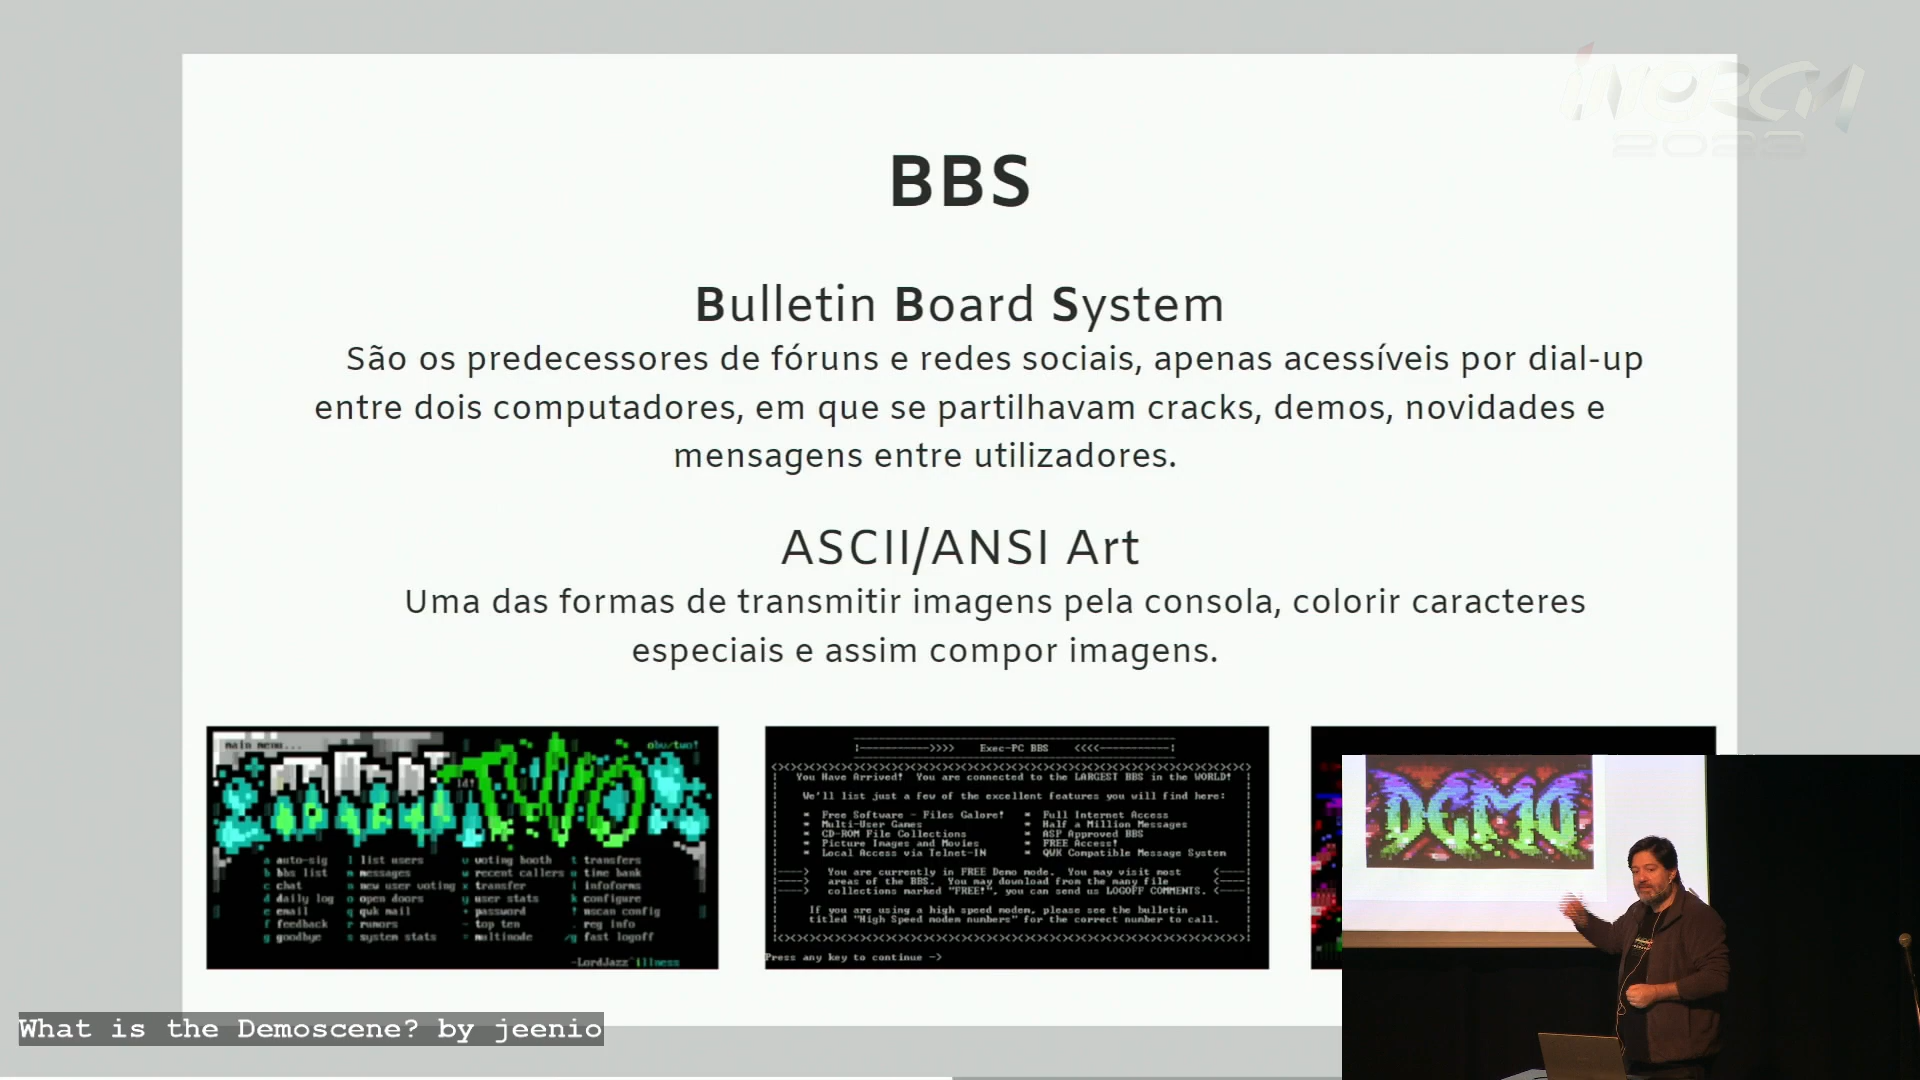 INÉRCIA
2023
BBS
Bulletin Board System
São os predecessores de fóruns e redes sociais, apenas acessíveis por dial-up
entre dois computadores, em que se partilhavam cracks, demos, novidades e
mensagens entre utilizadores.
ASCII/ANSI Art
Uma das formas de transmitir imagens pela consola, colorir caracteres
especiais e assim compor imagens.
main menu...
obv/two!
TWO
a auto-sig l list users v voting booth t transfers
b bbs list m messages w recent callers a time bank
c chat n new user voting x transfer i infoforms
d daily log o open doors y user stats k configure
e email q qwk mail + password ! nscan config
f feedback r rumors - top ten . reg info
g goodbye s system stats = multinode /g fast logoff
-LordJazz^illness
Exec-PC BBS
You Have Arrived! You are connected to the LARGEST BBS in the WORLD!
We'll list just a few of the excellent features you will find here:
* Free Software - Files Galore! * Full Internet Access
* Multi-User Games * Half a Million Messages
* CD-ROM File Collections * ASP Approved BBS
* Picture Images and Movies * FREE Access!
* Local Access via Telnet-IN * QWK Compatible Message System
You are currently in FREE Demo mode. You may visit most
areas of the BBS. You may download from the many file
collections marked "FREE!", you can send us LOGOFF COMMENTS.
If you are using a high speed modem, please see the bulletin
titled "High Speed modem numbers" for the correct number to call.
Press any key to continue ->
DEMO
What is the Demoscene? by jeenio